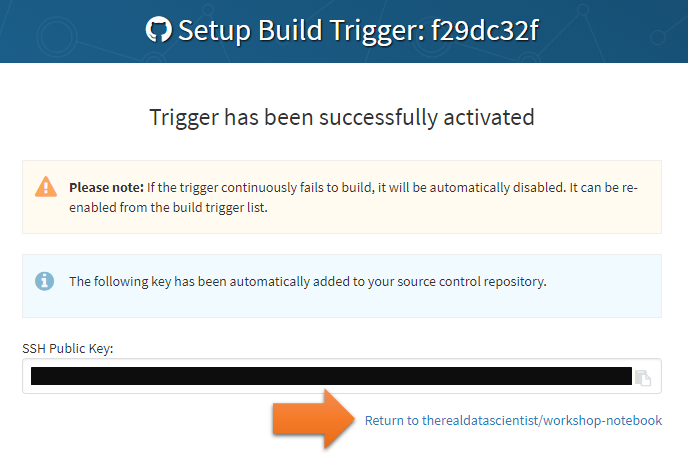 Setup Build Trigger: f29dc32f
Trigger has been successfully activated
Please note: If the trigger continuously fails to build, it will be automatically disabled. It can be re-
enabled from the build trigger list.
The following key has been automatically added to your source control repository.
SSH Public Key:
Return to therealdatascientist/workshop-notebook